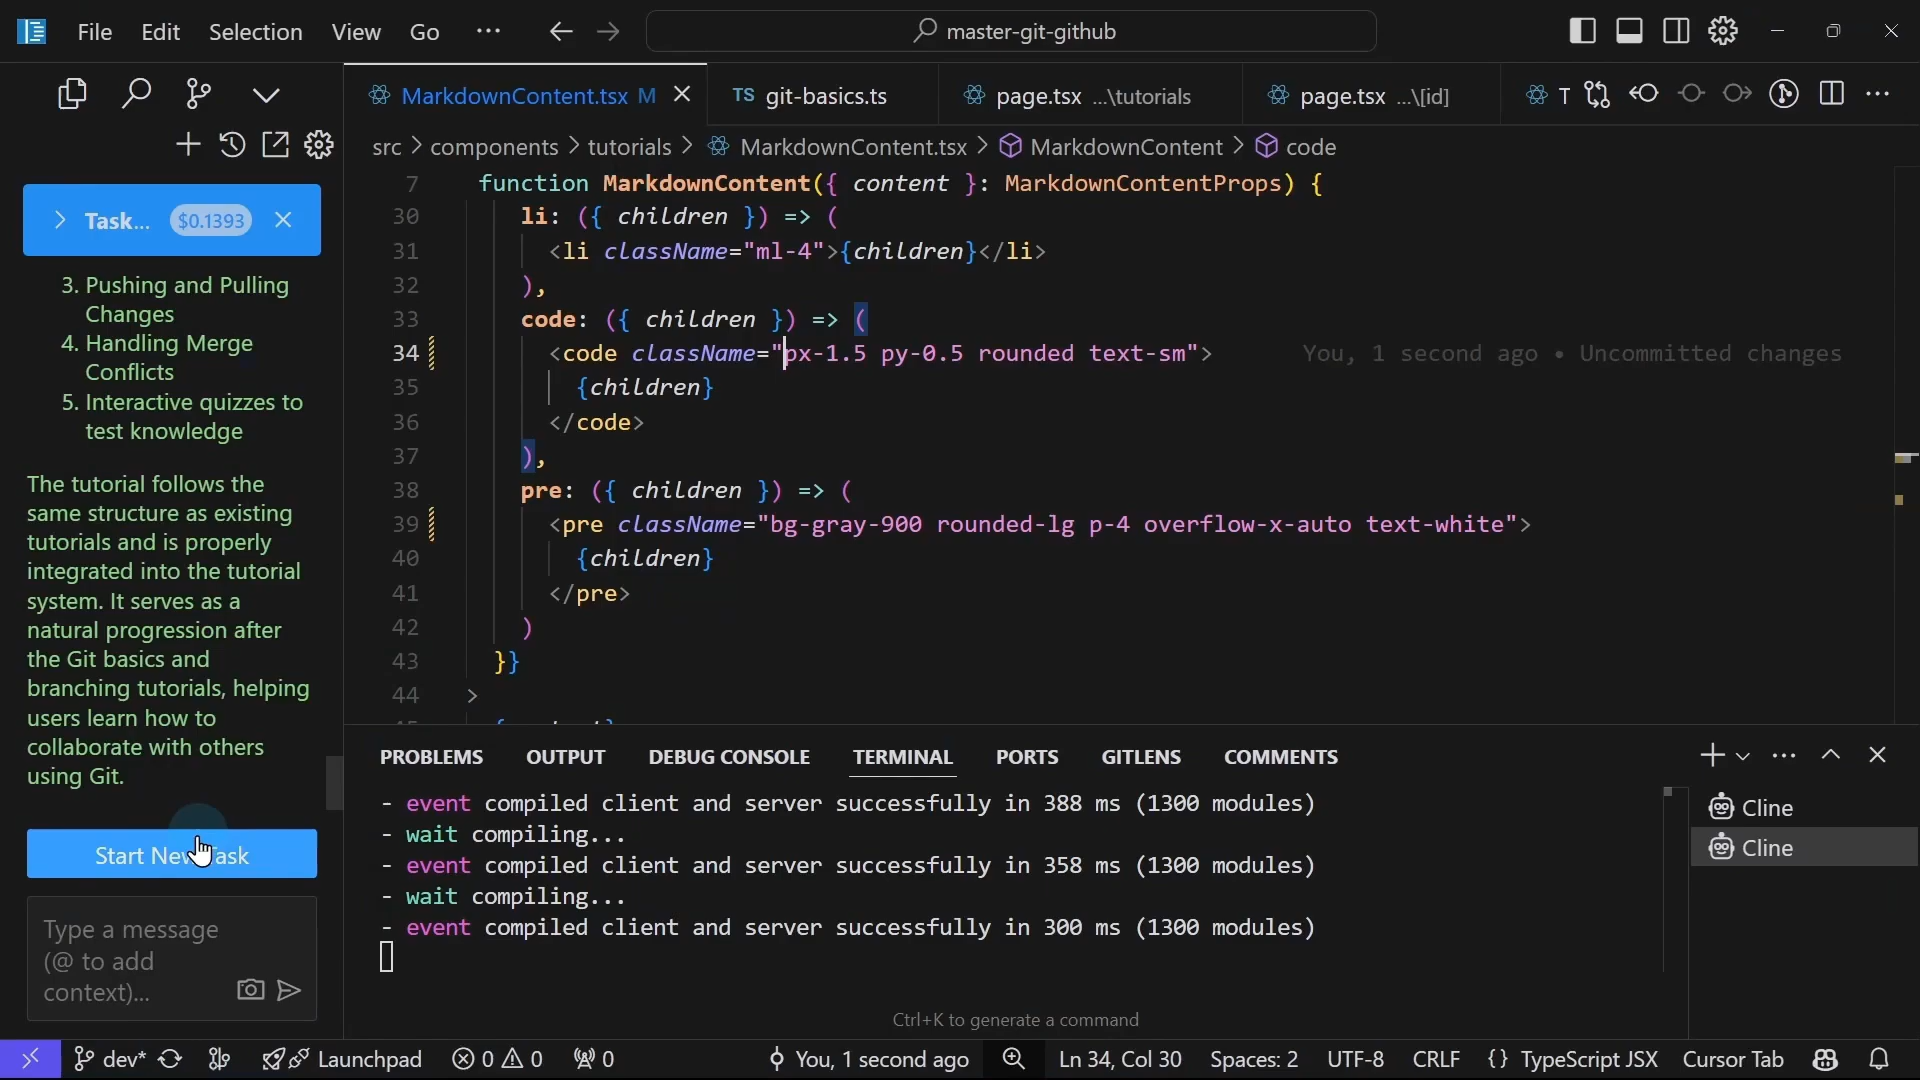 File Edit Selection View Go ··· master-git-github
MarkdownContent.tsx M
TS git-basics.ts
page.tsx ...\tutorials
page.tsx ...\[id]
T
src > components > tutorials > MarkdownContent.tsx > MarkdownContent > code
Task... $0.1393
3. Pushing and Pulling
Changes
4. Handling Merge
Conflicts
5. Interactive quizzes to
test knowledge
The tutorial follows the
same structure as existing
tutorials and is properly
integrated into the tutorial
system. It serves as a
natural progression after
the Git basics and
branching tutorials, helping
users learn how to
collaborate with others
using Git.
Start New Task
Type a message
(@ to add
context)...
7 function MarkdownContent({ content }: MarkdownContentProps) {
30 li: ({ children }) => (
31 <li className="ml-4">{children}</li>
32 ),
33 code: ({ children }) => (
34 <code className="px-1.5 py-0.5 rounded text-sm"> You, 1 second ago • Uncommitted changes
35 {children}
36 </code>
37 ),
38 pre: ({ children }) => (
39 <pre className="bg-gray-900 rounded-lg p-4 overflow-x-auto text-white">
40 {children}
41 </pre>
42 )
43 }}
44 >
PROBLEMS OUTPUT DEBUG CONSOLE TERMINAL PORTS GITLENS COMMENTS
- event compiled client and server successfully in 388 ms (1300 modules)
- wait compiling...
- event compiled client and server successfully in 358 ms (1300 modules)
- wait compiling...
- event compiled client and server successfully in 300 ms (1300 modules)
Cline
Cline
Ctrl+K to generate a command
dev* Launchpad 0 0 0 You, 1 second ago Ln 34, Col 30 Spaces: 2 UTF-8 CRLF {} TypeScript JSX Cursor Tab